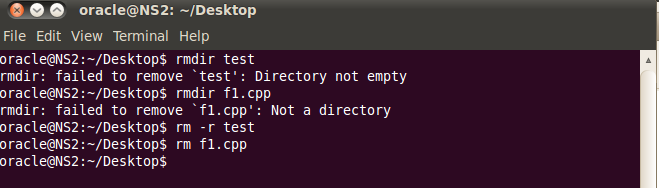 oracle@NS2: ~/Desktop
File Edit View Terminal Help
oracle@NS2:~/Desktop$ rmdir test
rmdir: failed to remove `test': Directory not empty
oracle@NS2:~/Desktop$ rmdir f1.cpp
rmdir: failed to remove `f1.cpp': Not a directory
oracle@NS2:~/Desktop$ rm -r test
oracle@NS2:~/Desktop$ rm f1.cpp
oracle@NS2:~/Desktop$